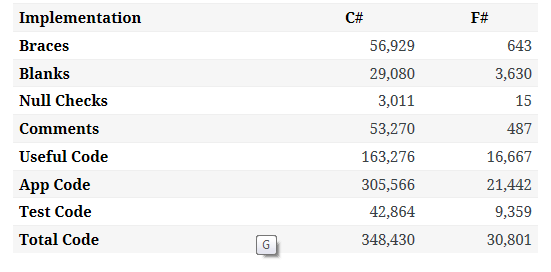 Implementation C# F#
Braces 56,929 643
Blanks 29,080 3,630
Null Checks 3,011 15
Comments 53,270 487
Useful Code 163,276 16,667
App Code 305,566 21,442
Test Code 42,864 9,359
Total Code 348,430 30,801
G